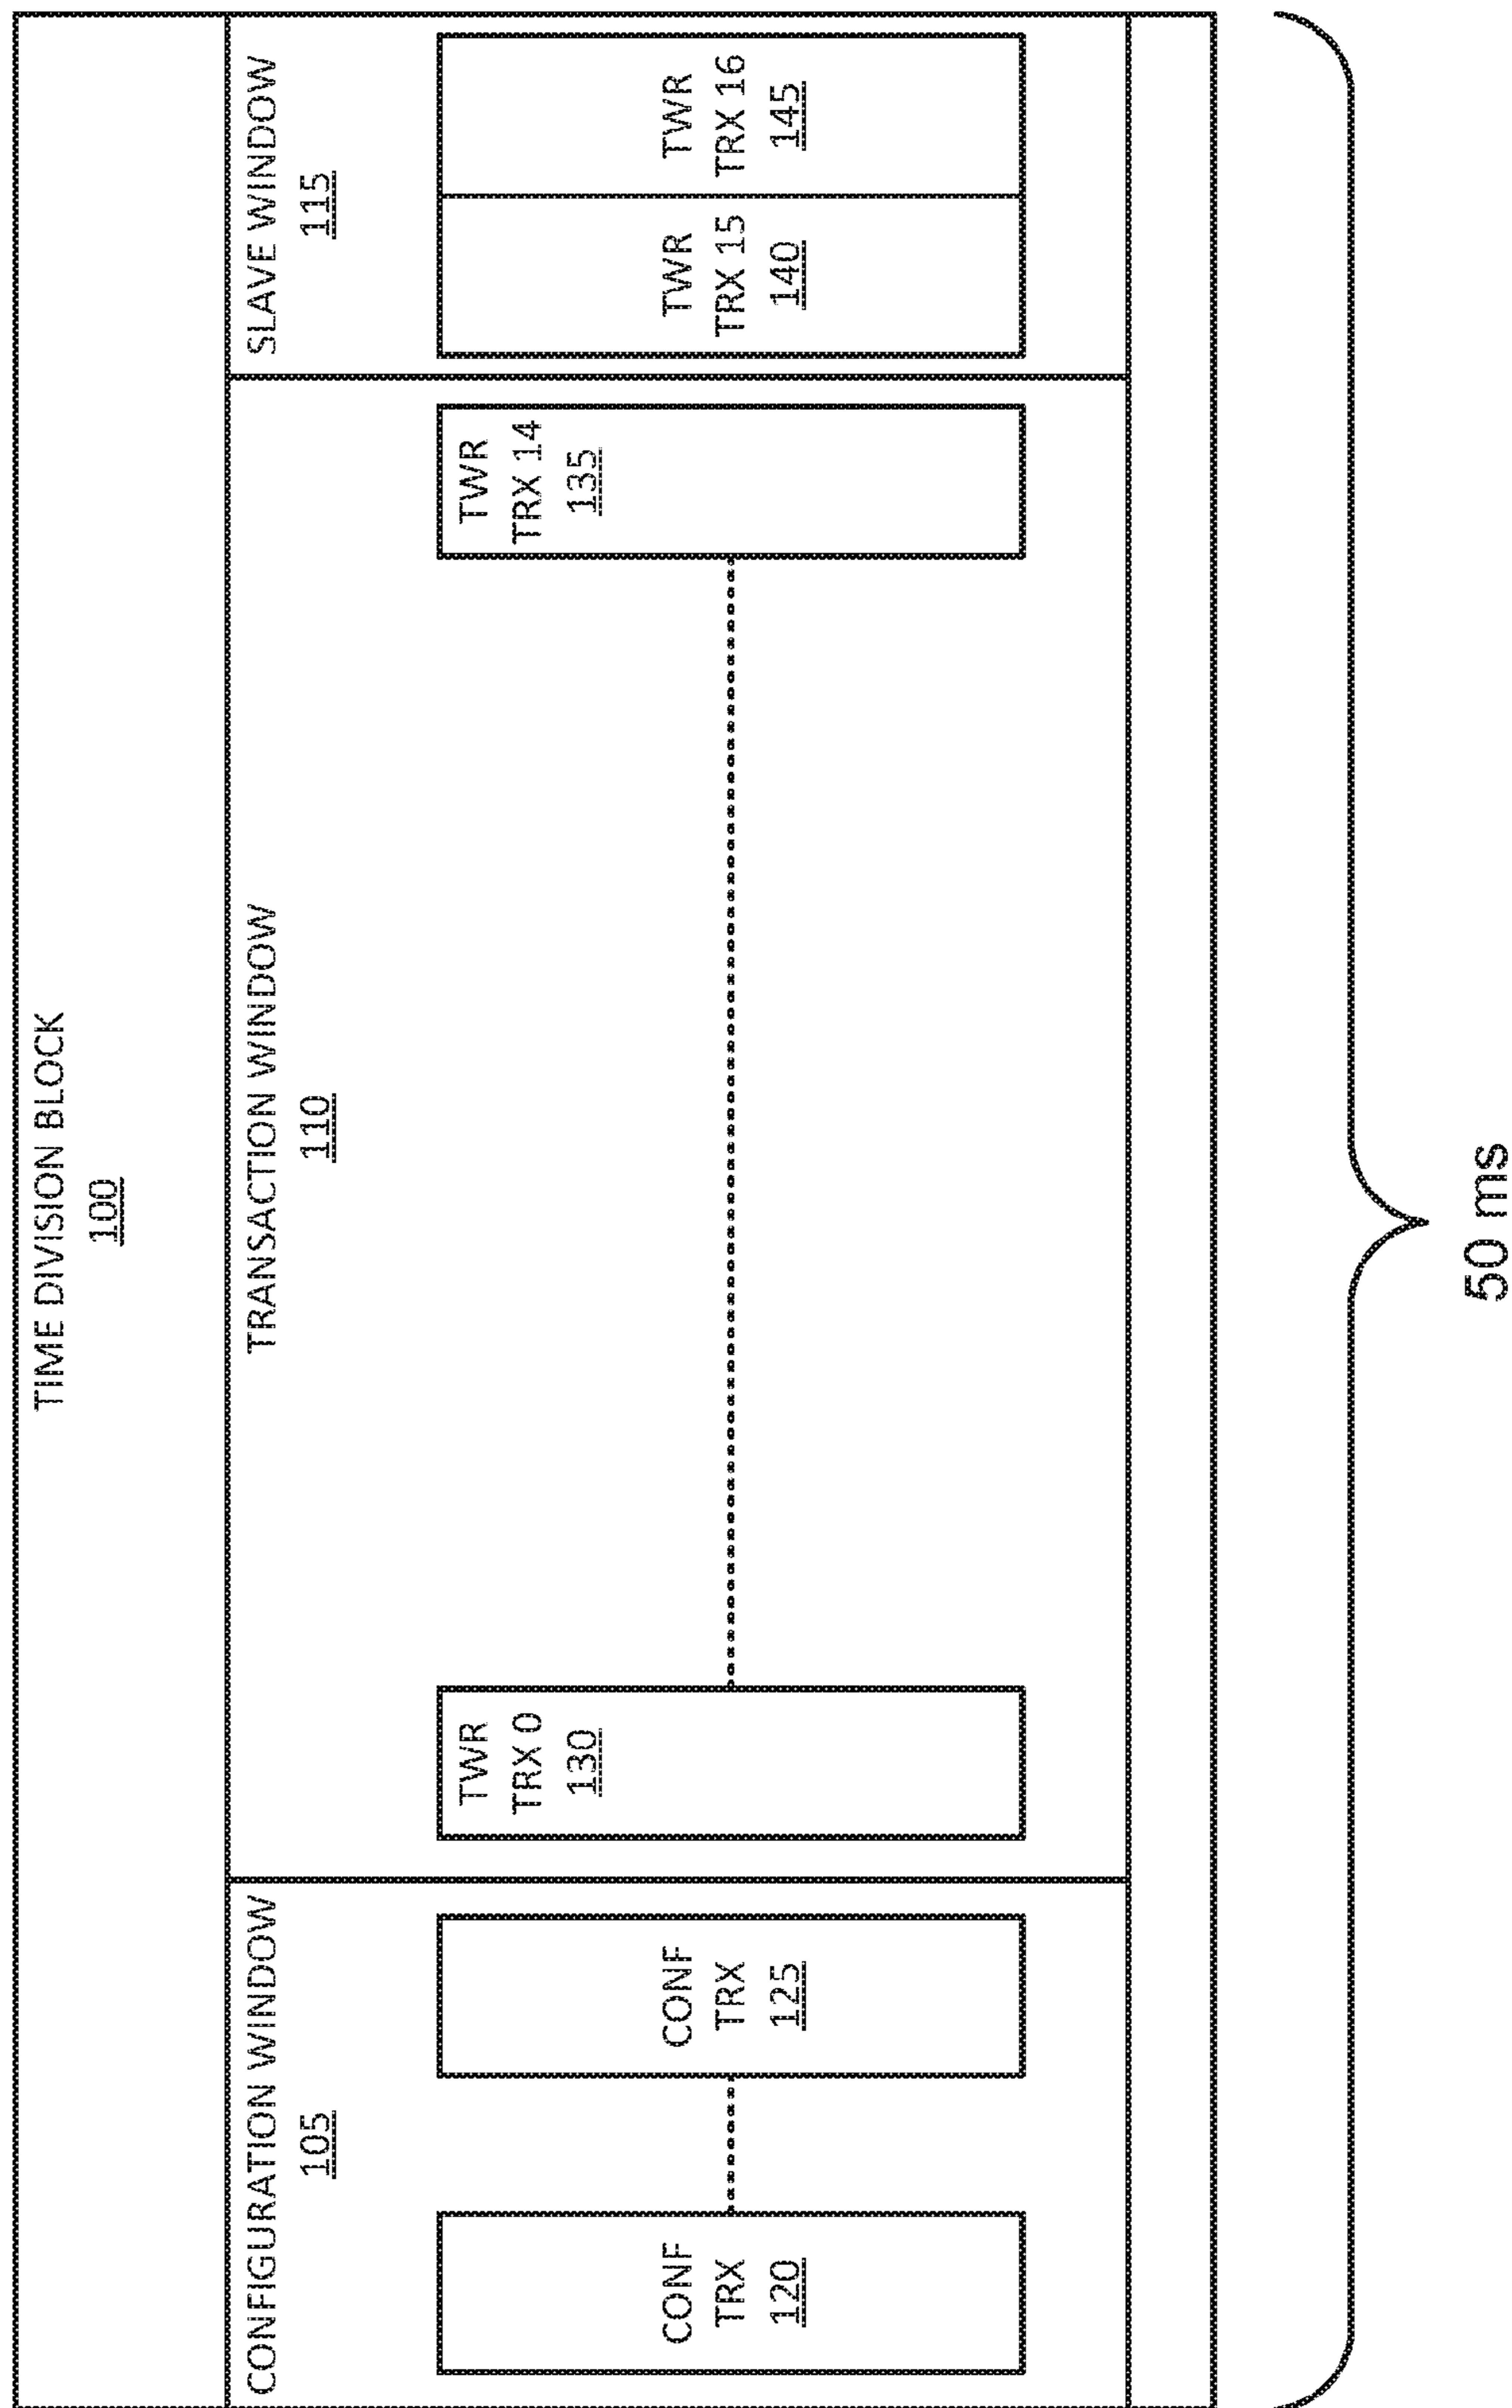 TIME DIVISION BLOCK
100
CONFIGURATION WINDOW
105
CONF
TRX
120
CONF
TRX
125
TRANSACTION WINDOW
110
TWR
TRX 0
130
TWR
TRX 14
135
SLAVE WINDOW
115
TWR
TRX 15
140
TWR
TRX 16
145
50 ms